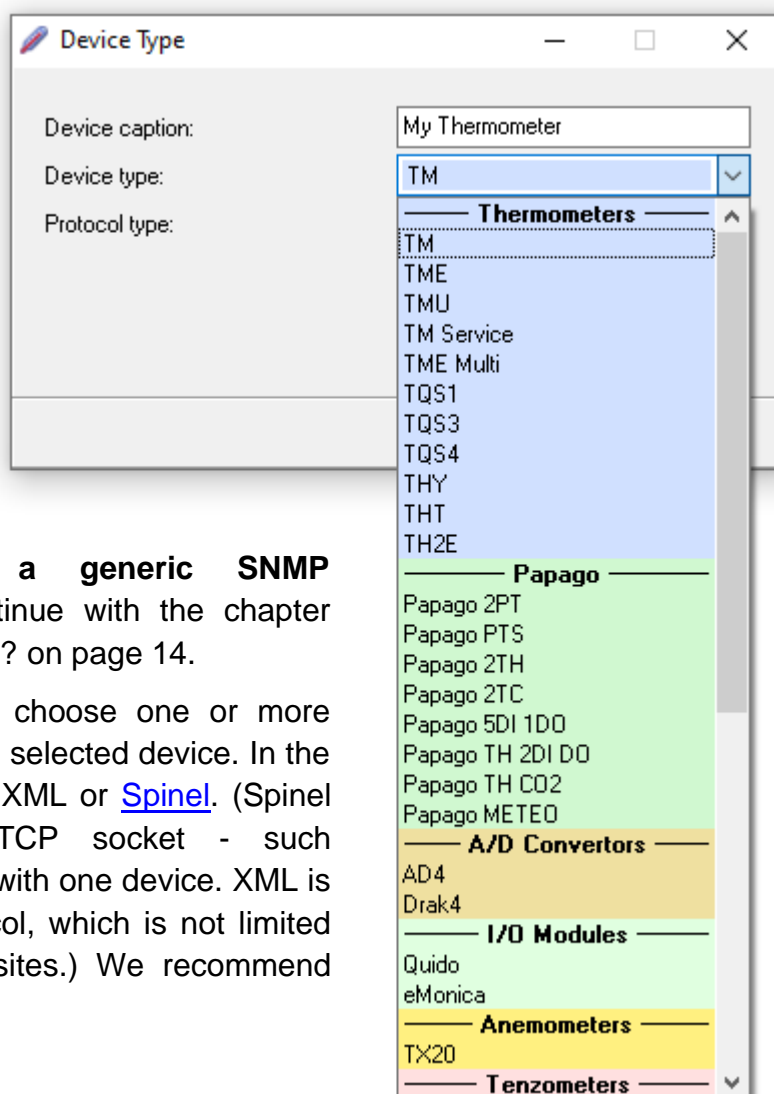 Device Type
Device caption:
My Thermometer
Device type:
TM
Protocol type:
Thermometers
TM
TME
TMU
TM Service
TME Multi
TQS1
TQS3
TQS4
THY
THT
TH2E
Papago
Papago 2PT
Papago PTS
Papago 2TH
Papago 2TC
Papago 5DI 1DO
Papago TH 2DI DO
Papago TH CO2
Papago METEO
A/D Convertors
AD4
Drak4
I/O Modules
Quido
eMonica
Anemometers
TX20
Tenzometers
a generic SNMP
tinue with the chapter
? on page 14.
choose one or more
selected device. In the
XML or Spinel. (Spinel
TCP socket - such
with one device. XML is
col, which is not limited
sites.) We recommend